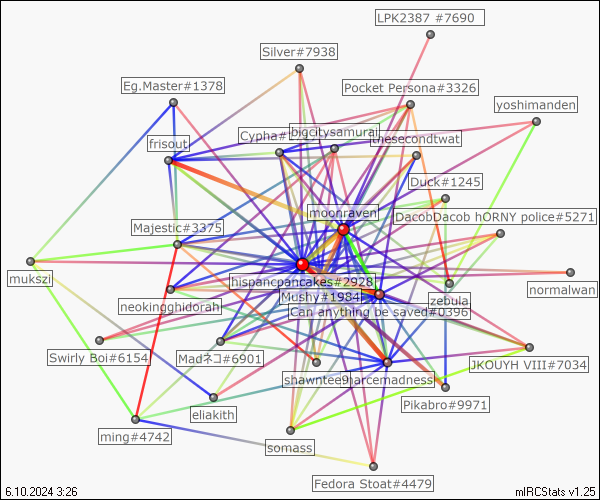 LPK2387 #7690
Silver#7938
Eg.Master#1378
Pocket Persona#3326
yoshimanden
frisout
Cypha#
bigcitysamurai
thesecondtwat
Duck#1245
moonraven
DacobDacob hORNY police#5271
Majestic#3375
mukszi
hispancpancakes#2928
normalwan
neokingghidorah
Mushy#1984
zebula
Can anything be saved#0396
Swirly Boi#6154
Madネコ#6901
JKOUYH VIII#7034
shawntee9
marcemadness
Pikabro#9971
eliakith
ming#4742
somass
Fedora Stoat#4479
6.10.2024 3:26
mIRCStats v1.25